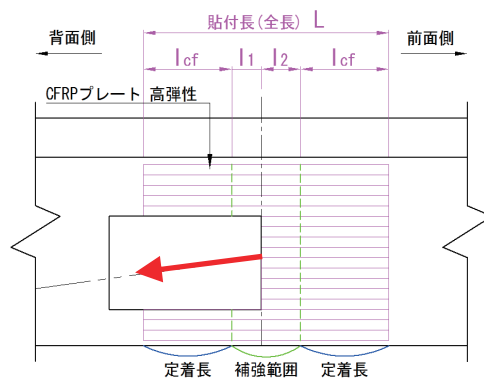 貼付長(全長) L
背面側
前面側
lcf l1 l2 lcf
CFRPプレート 高弾性
定着長 補強範囲 定着長